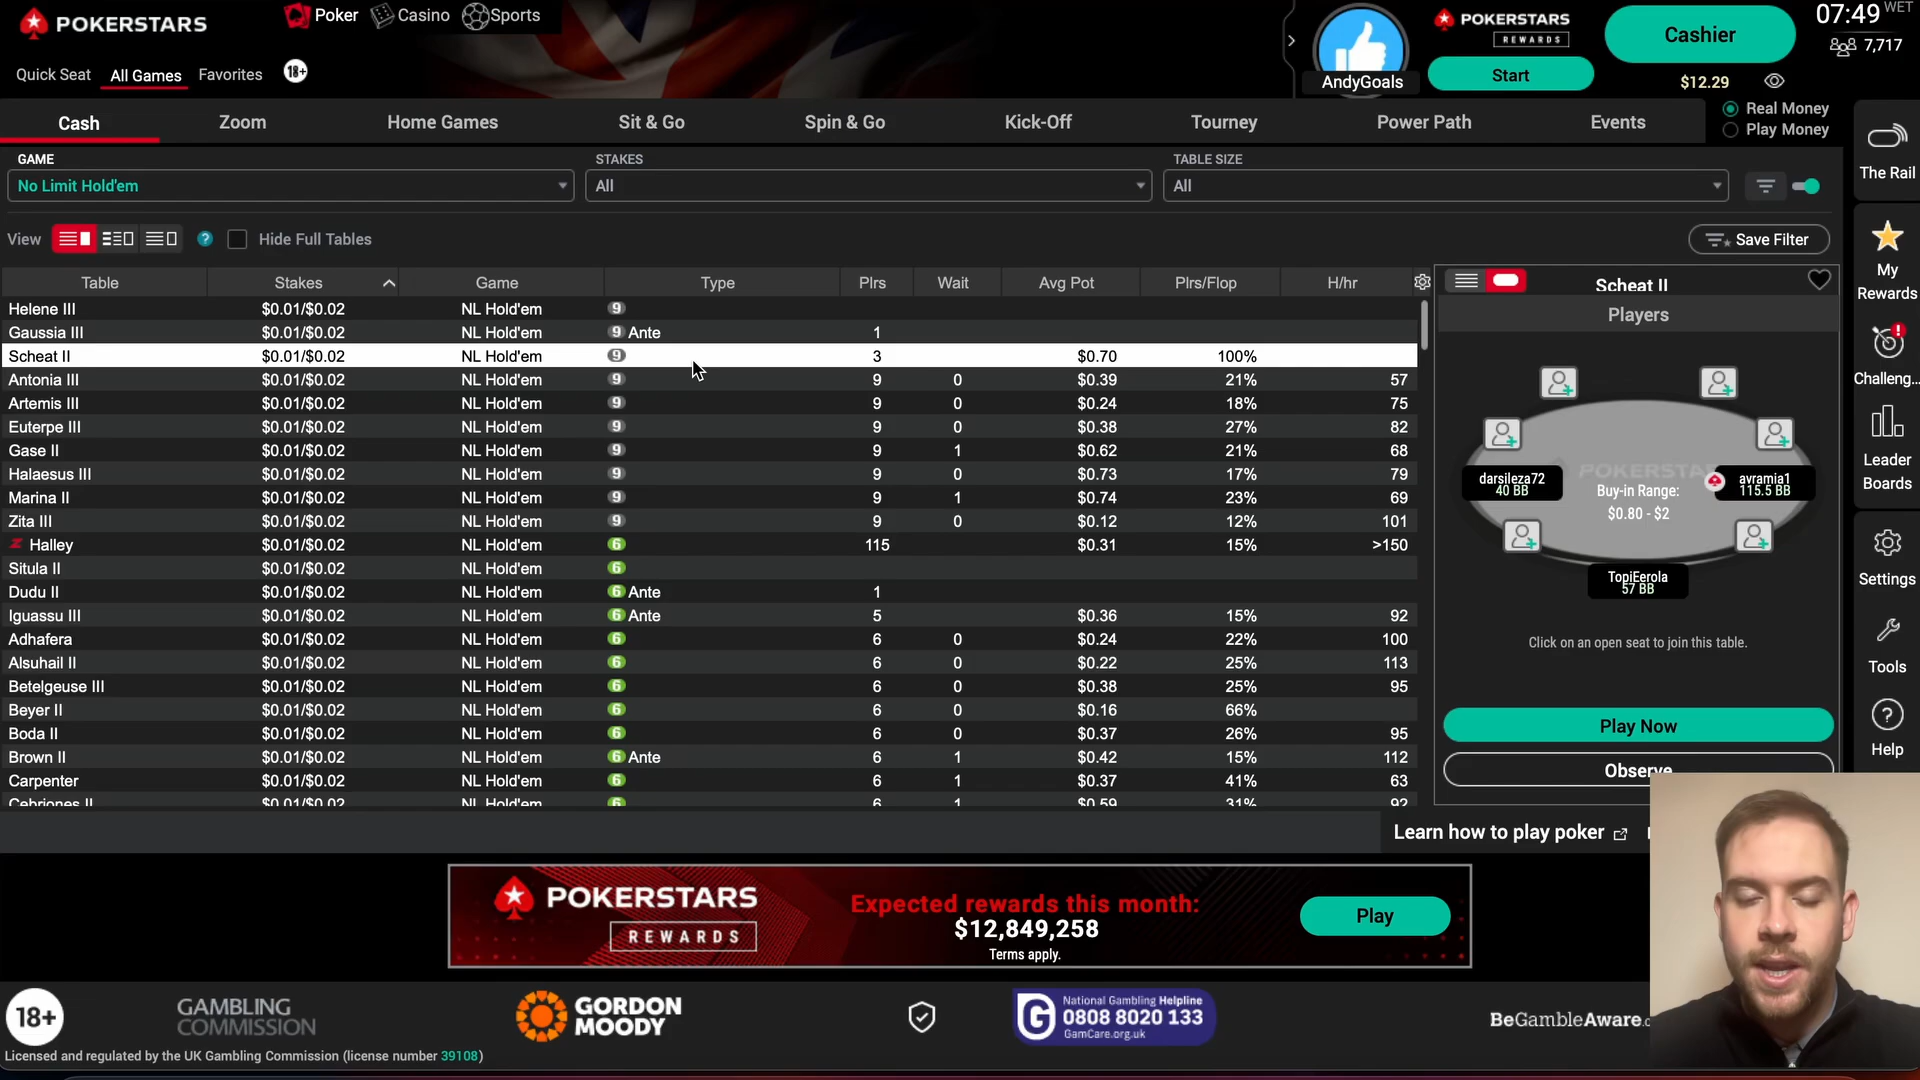 POKERSTARS
Poker
Casino
Sports
Quick Seat
All Games
Favorites
18+
AndyGoals
POKERSTARS
REWARDS
Start
Cashier
$12.29
07:49 WET
7,717
Cash
Zoom
Home Games
Sit & Go
Spin & Go
Kick-Off
Tourney
Power Path
Events
Real Money
Play Money
GAME
No Limit Hold'em
STAKES
All
TABLE SIZE
All
View
?
Hide Full Tables
Save Filter
Table Stakes Game Type Plrs Wait Avg Pot Plrs/Flop H/hr
Helene III $0.01/$0.02 NL Hold'em 9
Gaussia III $0.01/$0.02 NL Hold'em 9 Ante 1
Scheat II $0.01/$0.02 NL Hold'em 9 3 $0.70 100%
Antonia III $0.01/$0.02 NL Hold'em 9 9 0 $0.39 21% 57
Artemis III $0.01/$0.02 NL Hold'em 9 9 0 $0.24 18% 75
Euterpe III $0.01/$0.02 NL Hold'em 9 9 0 $0.38 27% 82
Gase II $0.01/$0.02 NL Hold'em 9 9 1 $0.62 21% 68
Halaesus III $0.01/$0.02 NL Hold'em 9 9 0 $0.73 17% 79
Marina II $0.01/$0.02 NL Hold'em 9 9 1 $0.74 23% 69
Zita III $0.01/$0.02 NL Hold'em 9 9 0 $0.12 12% 101
Z Halley $0.01/$0.02 NL Hold'em 6 115 $0.31 15% >150
Situla II $0.01/$0.02 NL Hold'em 6
Dudu II $0.01/$0.02 NL Hold'em 6 Ante 1
Iguassu III $0.01/$0.02 NL Hold'em 6 Ante 5 $0.36 15% 92
Adhafera $0.01/$0.02 NL Hold'em 6 6 0 $0.24 22% 100
Alsuhail II $0.01/$0.02 NL Hold'em 6 6 0 $0.22 25% 113
Betelgeuse III $0.01/$0.02 NL Hold'em 6 6 0 $0.38 25% 95
Beyer II $0.01/$0.02 NL Hold'em 6 6 0 $0.16 66%
Boda II $0.01/$0.02 NL Hold'em 6 6 0 $0.37 26% 95
Brown II $0.01/$0.02 NL Hold'em 6 Ante 6 1 $0.42 15% 112
Carpenter $0.01/$0.02 NL Hold'em 6 6 1 $0.37 41% 63
Cebriones II $0.01/$0.02 NL Hold'em 6 6 1 $0.59 31% 92
Scheat II
Players
POKERSTARS
darsileza72
40 BB
Buy-in Range:
$0.80 - $2
avramia1
115.5 BB
TopiEerola
57 BB
Click on an open seat to join this table.
Play Now
Observe
The Rail
My
Rewards
Challeng...
Leader
Boards
Settings
Tools
Help
Learn how to play poker
POKERSTARS
REWARDS
Expected rewards this month:
$12,849,258
Terms apply.
Play
18+
GAMBLING
COMMISSION
GORDON
MOODY
National Gambling Helpline
0808 8020 133
GamCare.org.uk
BeGambleAware.
Licensed and regulated by the UK Gambling Commission (license number 39108)